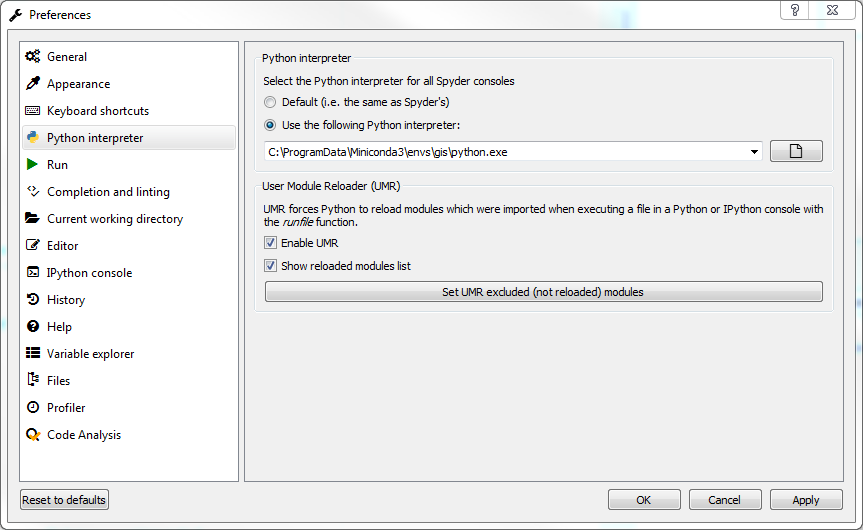 Preferences
?
General
Appearance
Keyboard shortcuts
Python interpreter
Run
Completion and linting
Current working directory
Editor
IPython console
History
Help
Variable explorer
Files
Profiler
Code Analysis
Python interpreter
Select the Python interpreter for all Spyder consoles
Default (i.e. the same as Spyder's)
Use the following Python interpreter:
C:\ProgramData\Miniconda3\envs\gis\python.exe
User Module Reloader (UMR)
UMR forces Python to reload modules which were imported when executing a file in a Python or IPython console with
the runfile function.
Enable UMR
Show reloaded modules list
Set UMR excluded (not reloaded) modules
Reset to defaults
OK
Cancel
Apply